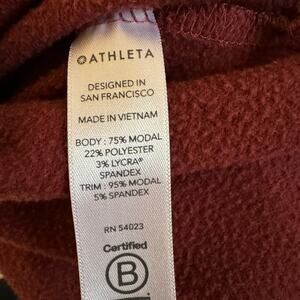 ATHLETA
DESIGNED IN
SAN FRANCISCO
MADE IN VIETNAM
BODY : 75% MODAL
22% POLYESTER
3% LYCRA®
SPANDEX
TRIM : 95% MODAL
5% SPANDEX
RN 54023
Certified
B